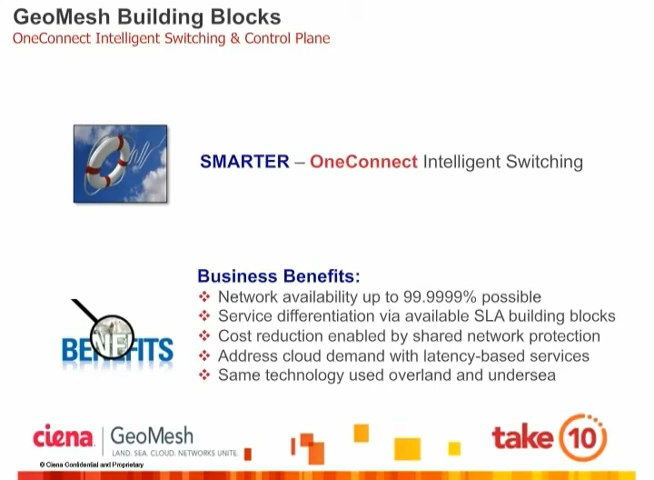 GeoMesh Building Blocks
OneConnect Intelligent Switching & Control Plane
SMARTER – OneConnect Intelligent Switching
Business Benefits:
❖ Network availability up to 99.9999% possible
❖ Service differentiation via available SLA building blocks
❖ Cost reduction enabled by shared network protection
❖ Address cloud demand with latency-based services
❖ Same technology used overland and undersea
BENEFITS
ciena GeoMesh
LAND. SEA. CLOUD. NETWORKS UNITE.
take 10
© Ciena Confidential and Proprietary